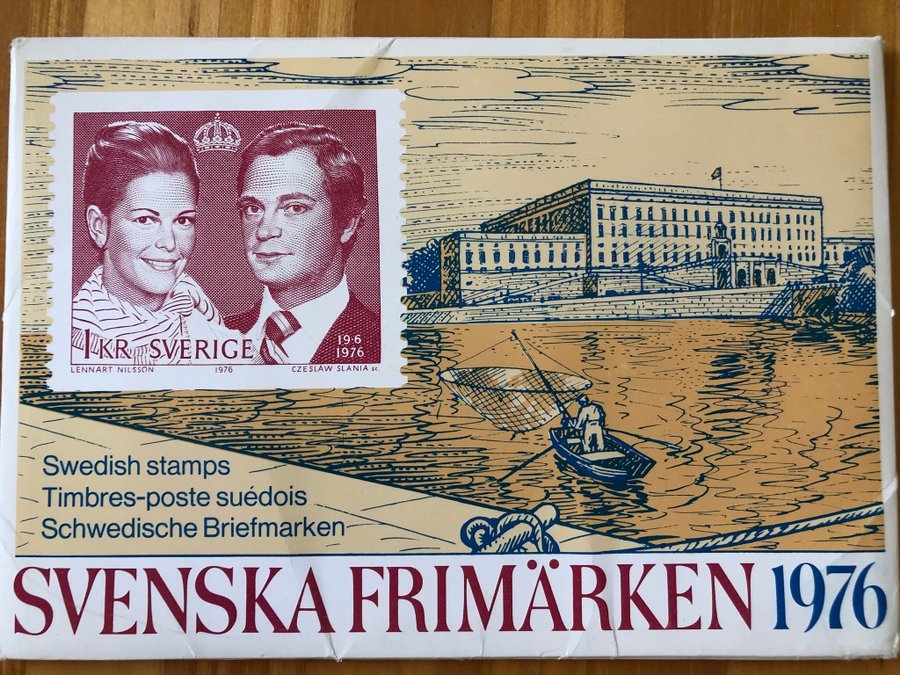 1 KR SVERIGE
19·6
1976
LENNART NILSSON 1976 CZESLAW SLANIA sc.
Swedish stamps
Timbres-poste suédois
Schwedische Briefmarken
SVENSKA FRIMÄRKEN 1976